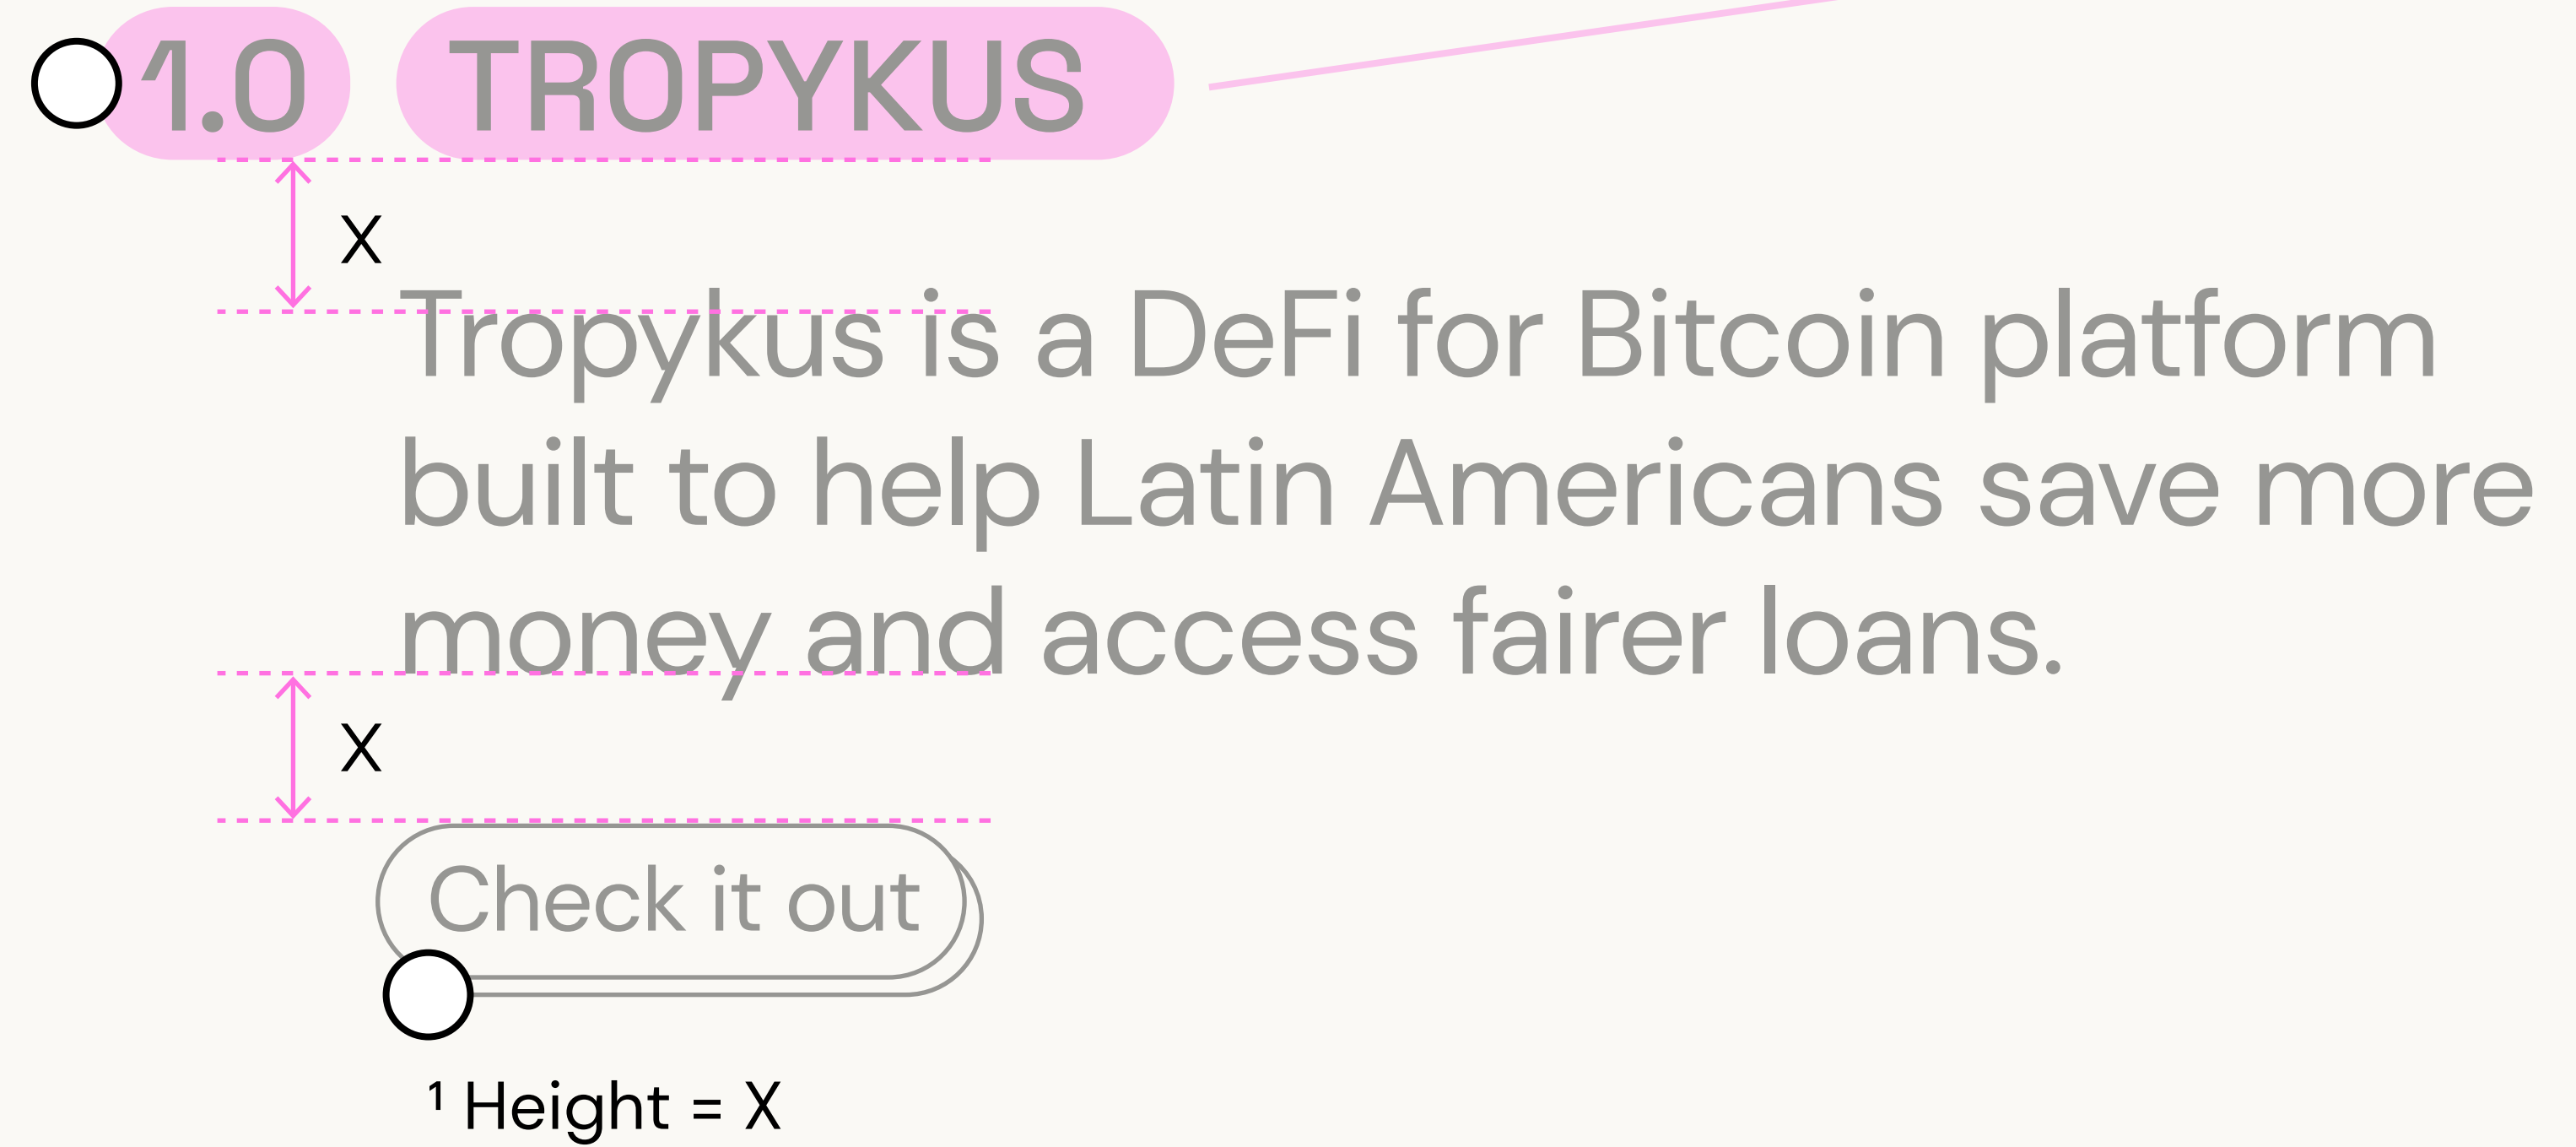 1.0 TROPYKUS
X
Tropykus is a DeFi for Bitcoin platform
built to help Latin Americans save more
money and access fairer loans.
X
Check it out
¹ Height = X